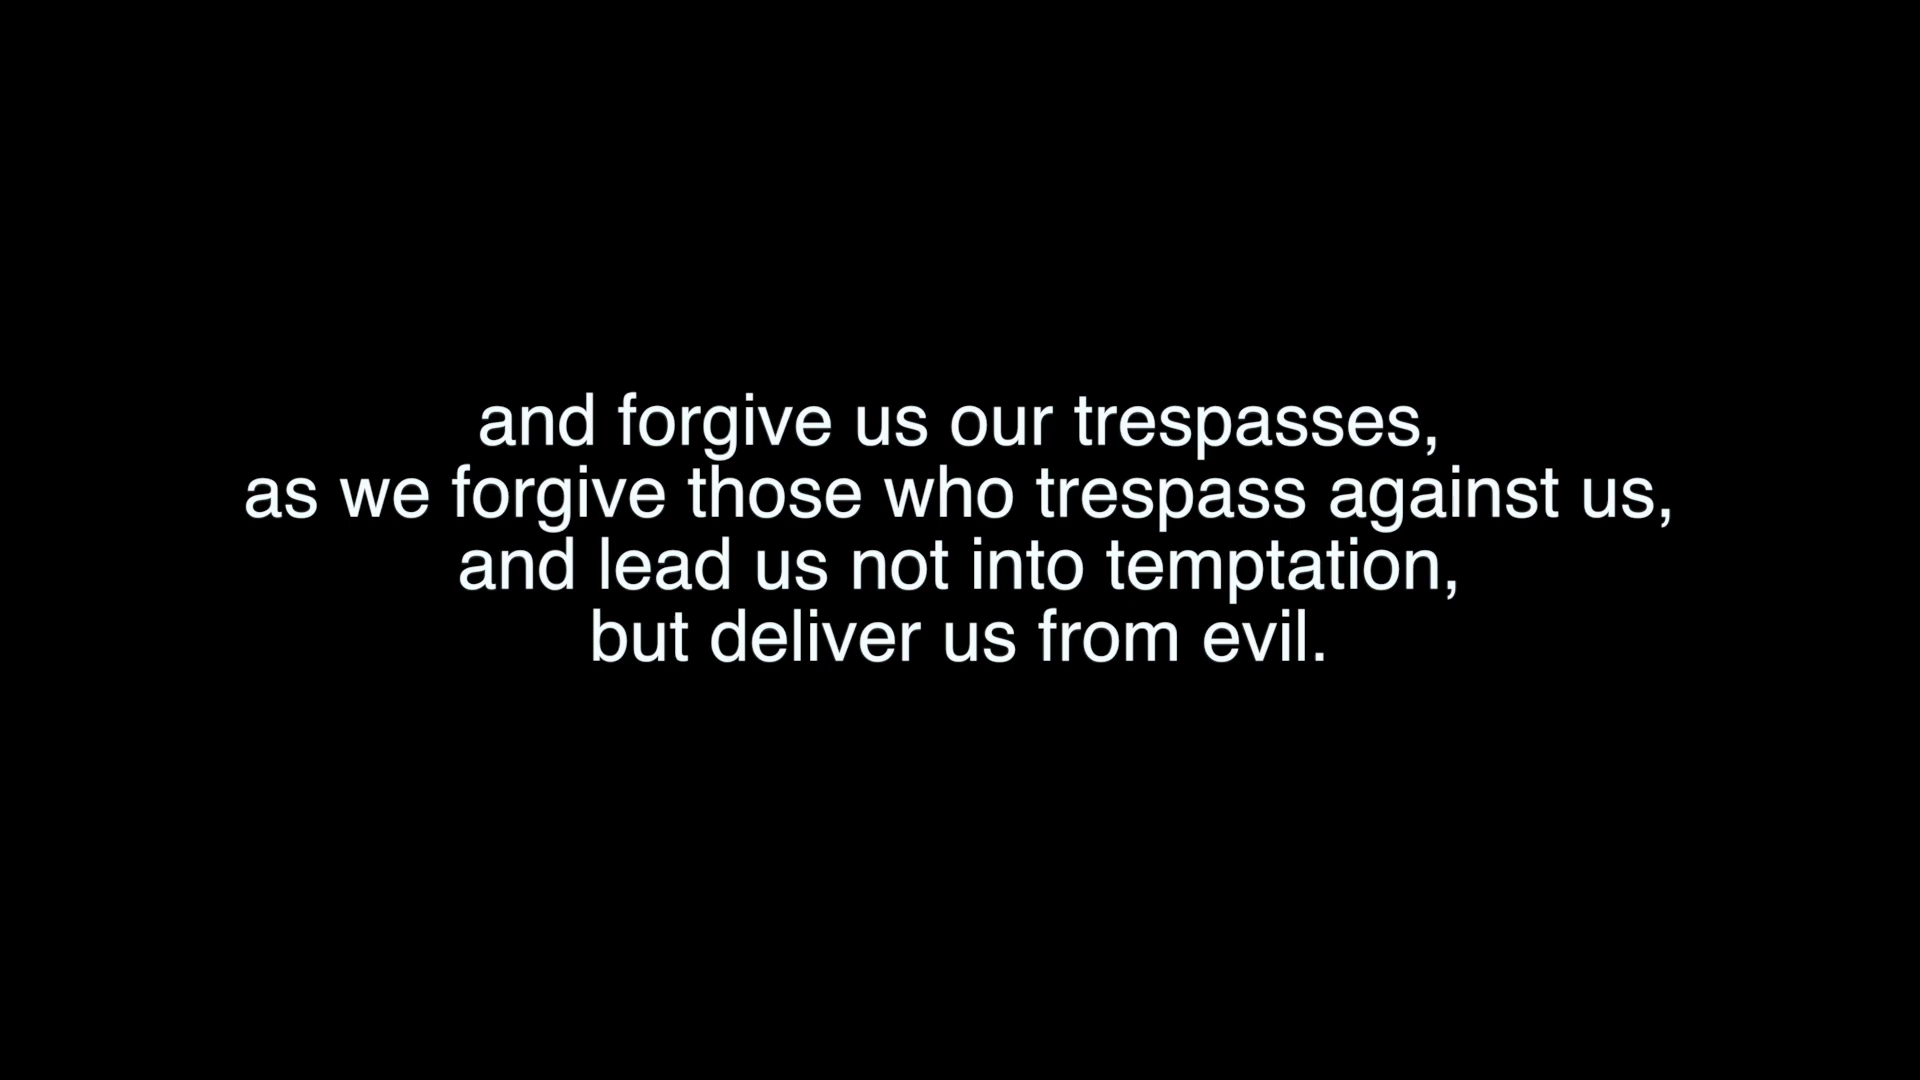 and forgive us our trespasses,
as we forgive those who trespass against us,
and lead us not into temptation,
but deliver us from evil.